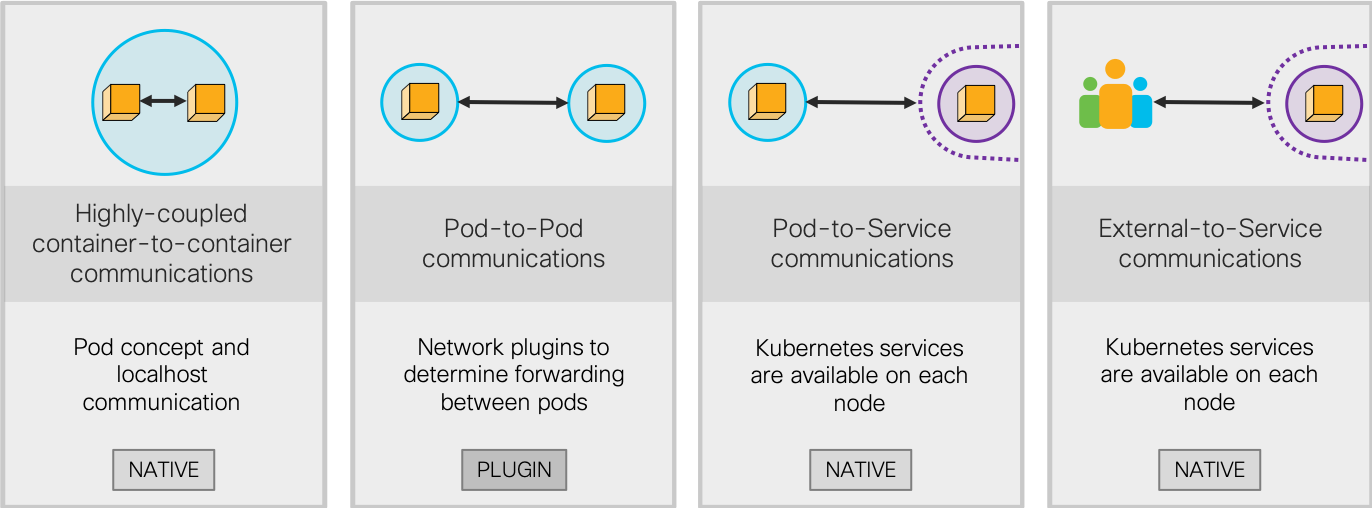 Highly-coupled
container-to-container
communications
Pod concept and
localhost
communication
NATIVE
Pod-to-Pod
communications
Network plugins to
determine forwarding
between pods
PLUGIN
Pod-to-Service
communications
Kubernetes services
are available on each
node
NATIVE
External-to-Service
communications
Kubernetes services
are available on each
node
NATIVE